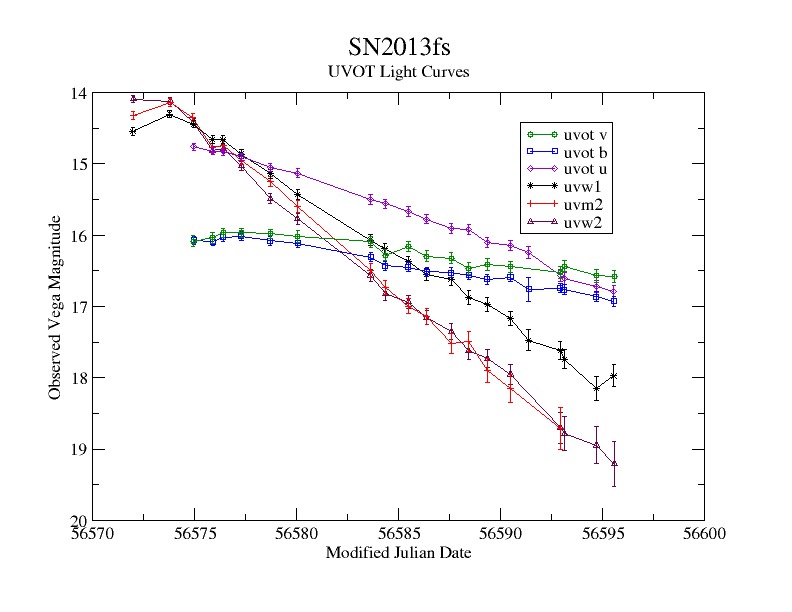 SN2013fs
UVOT Light Curves
14
15
16
17
18
19
20
Observed Vega Magnitude
uvot v
uvot b
uvot u
uvw1
uvm2
uvw2
56570 56575 56580 56585 56590 56595 56600
Modified Julian Date